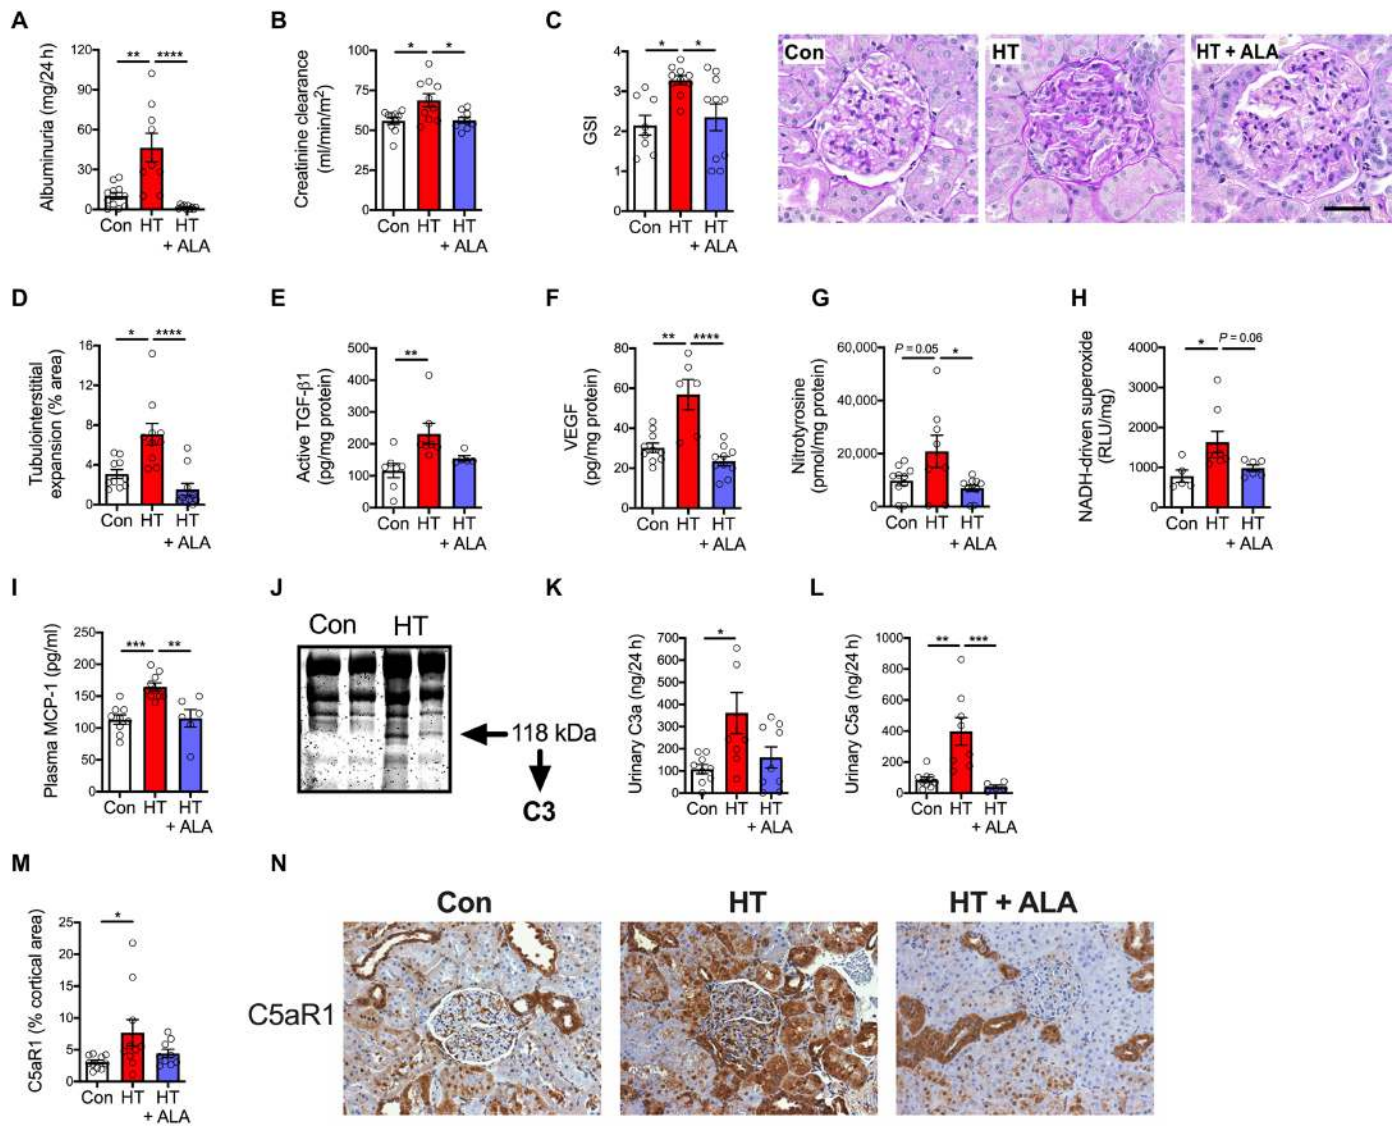 A
Albuminuria (mg/24 h)
120
90
60
30
0
** ****
Con HT HT
+ ALA
B
Creatinine clearance
(ml/min/m²)
100
75
50
25
0
* *
Con HT HT
+ ALA
C
GSI
4
3
2
1
0
* *
Con HT HT
+ ALA
Con
HT
HT + ALA
D
Tubulointerstitial
expansion (% area)
16
12
8
4
0
* ****
Con HT HT
+ ALA
E
Active TGF-β1
(pg/mg protein)
500
400
300
200
100
0
**
Con HT HT
+ ALA
F
VEGF
(pg/mg protein)
80
60
40
20
0
** ****
Con HT HT
+ ALA
G
Nitrotyrosine
(pmol/mg protein)
60,000
40,000
20,000
0
P = 0.05 *
Con HT HT
+ ALA
H
NADH-driven superoxide
(RLU/mg)
4000
3000
2000
1000
0
* P = 0.06
Con HT HT
+ ALA
I
Plasma MCP-1 (pg/ml)
250
200
150
100
50
0
*** **
Con HT HT
+ ALA
J
Con HT
118 kDa
C3
K
Urinary C3a (ng/24 h)
700
600
500
400
300
200
100
0
*
Con HT HT
+ ALA
L
Urinary C5a (ng/24 h)
1000
800
600
400
200
0
** ***
Con HT HT
+ ALA
M
C5aR1 (% cortical area)
25
20
15
10
5
0
*
Con HT HT
+ ALA
N
Con HT HT + ALA
C5aR1